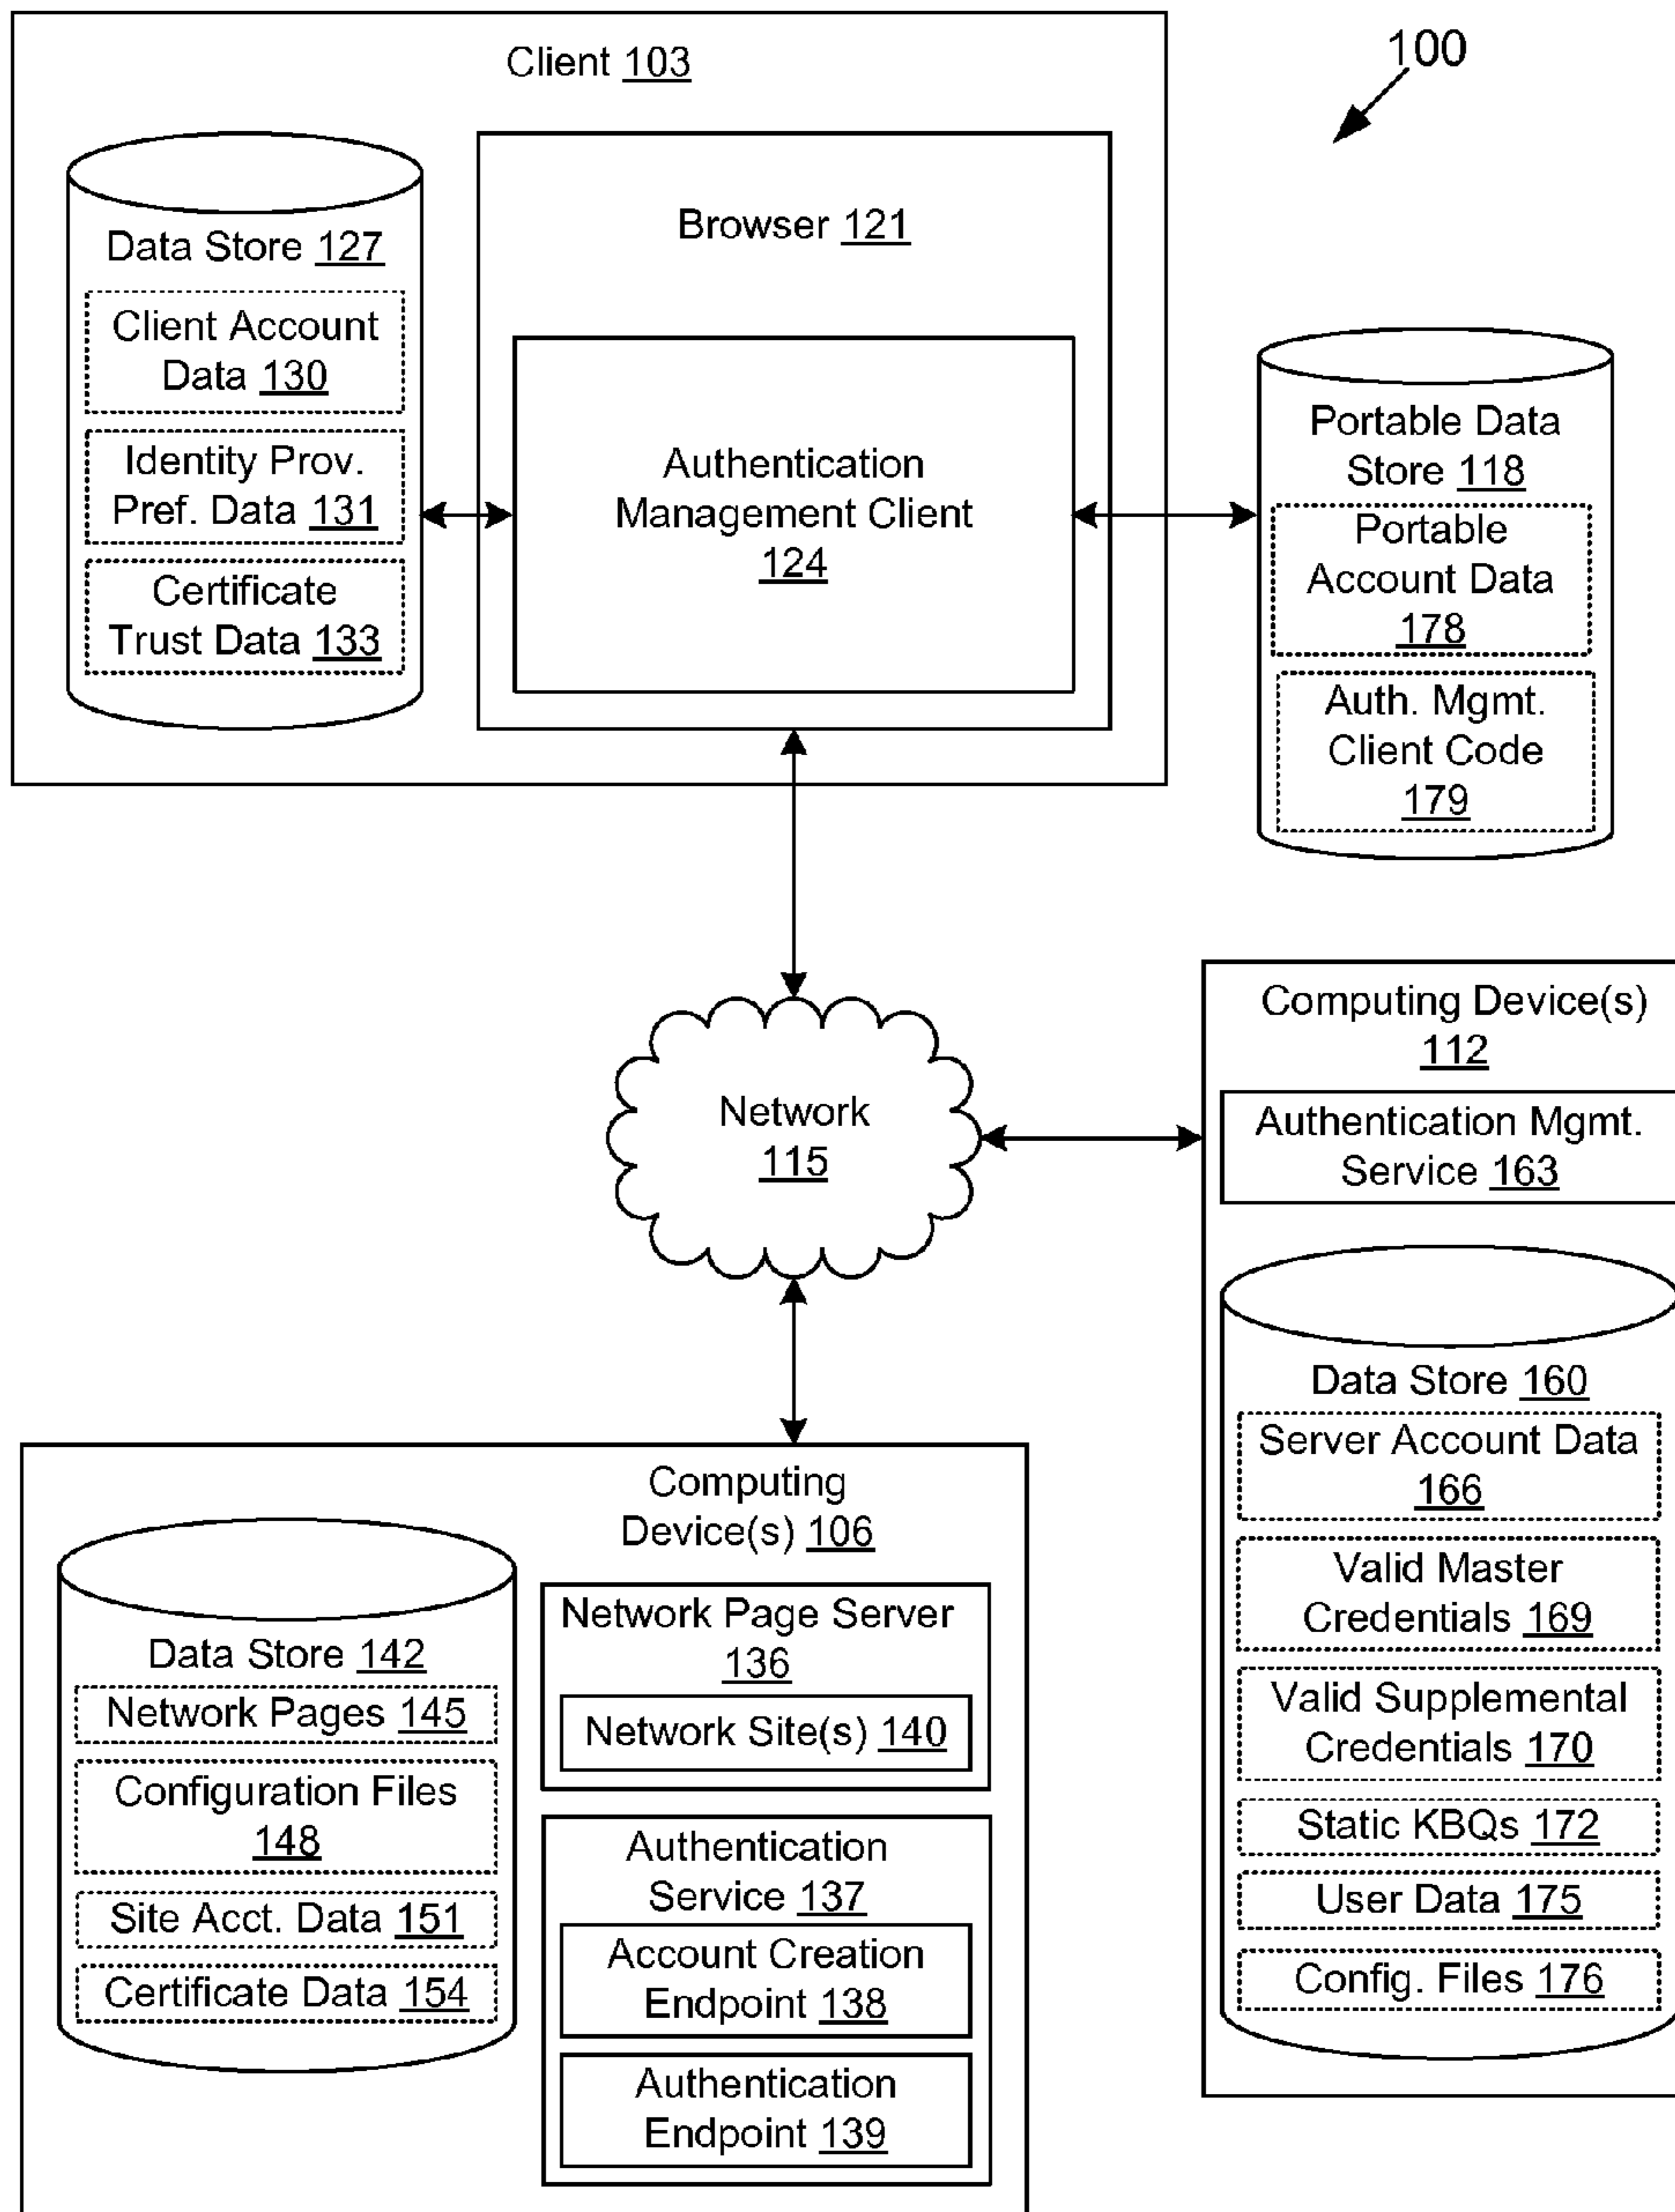 100
Client 103
Data Store 127
Client Account
Data 130
Identity Prov.
Pref. Data 131
Certificate
Trust Data 133
Browser 121
Authentication
Management Client
124
Portable Data
Store 118
Portable
Account Data
178
Auth. Mgmt.
Client Code
179
Network
115
Computing Device(s)
112
Authentication Mgmt.
Service 163
Data Store 160
Server Account Data
166
Valid Master
Credentials 169
Valid Supplemental
Credentials 170
Static KBQs 172
User Data 175
Config. Files 176
Computing
Device(s) 106
Data Store 142
Network Pages 145
Configuration Files
148
Site Acct. Data 151
Certificate Data 154
Network Page Server
136
Network Site(s) 140
Authentication
Service 137
Account Creation
Endpoint 138
Authentication
Endpoint 139